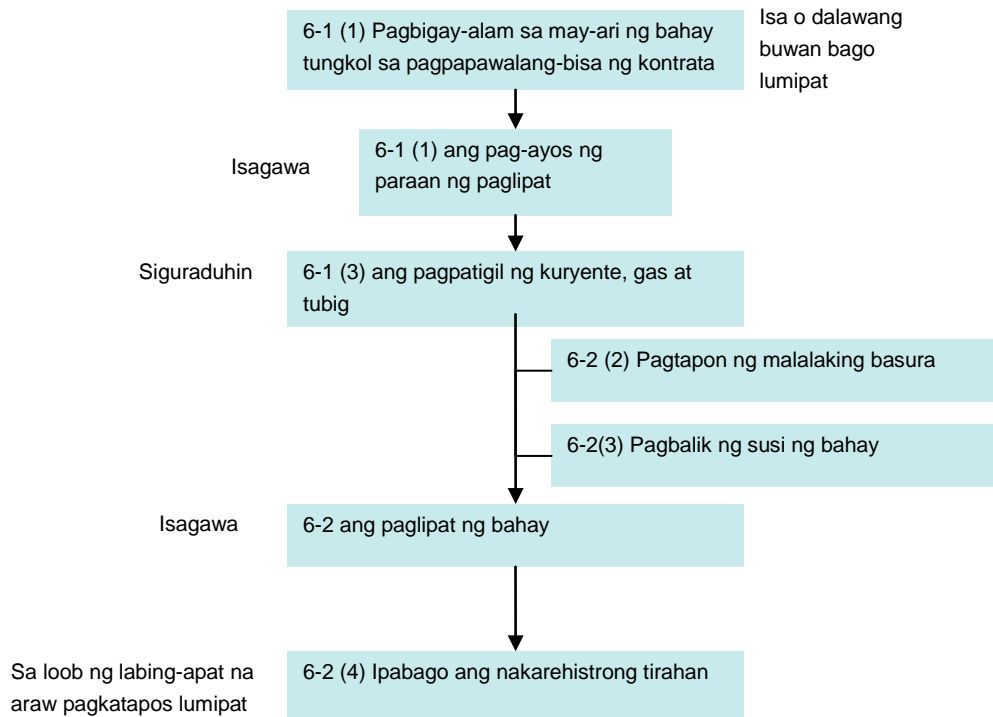 6-1 (1) Pagbigay-alam sa may-ari ng bahay
tungkol sa pagpapawalang-bisa ng kontrata
Isa o dalawang
buwan bago
lumipat
Isagawa
6-1 (1) ang pag-ayos ng
paraan ng paglipat
Siguraduhin
6-1 (3) ang pagpatigil ng kuryente, gas at
tubig
6-2 (2) Pagtapon ng malalaking basura
6-2(3) Pagbalik ng susi ng bahay
Isagawa
6-2 ang paglipat ng bahay
Sa loob ng labing-apat na
araw pagkatapos lumipat
6-2 (4) Ipabago ang nakarehistrong tirahan